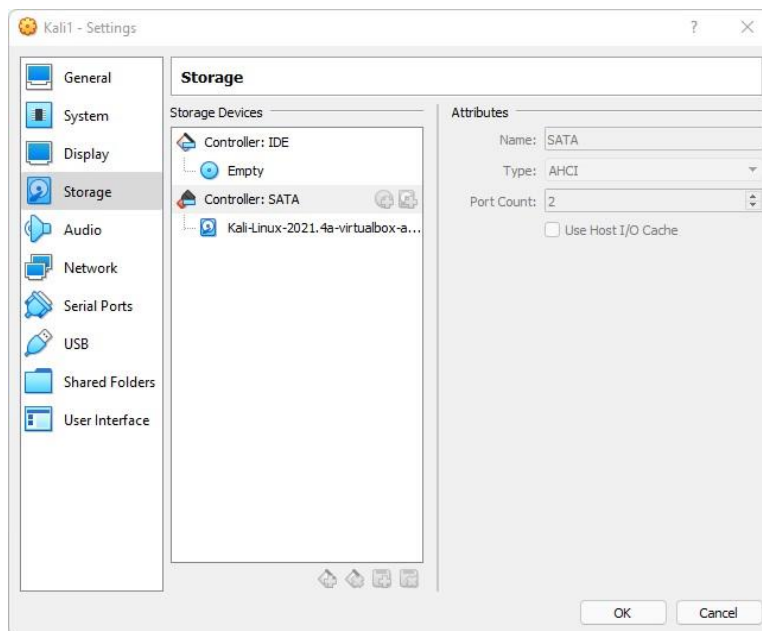 Kali1 - Settings
General
System
Display
Storage
Audio
Network
Serial Ports
USB
Shared Folders
User Interface
Storage
Storage Devices
Controller: IDE
Empty
Controller: SATA
Kali-Linux-2021.4a-virtualbox-a...
Attributes
Name: SATA
Type: AHCI
Port Count: 2
Use Host I/O Cache
OK Cancel